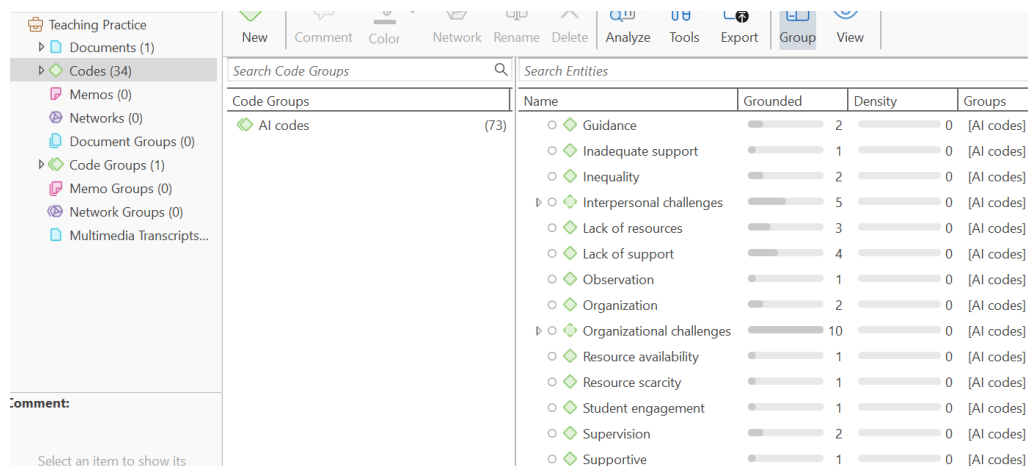 Teaching Practice
Documents (1)
Codes (34)
Memos (0)
Networks (0)
Document Groups (0)
Code Groups (1)
Memo Groups (0)
Network Groups (0)
Multimedia Transcripts...
Comment:
Select an item to show its
New Comment Color Network Rename Delete Analyze Tools Export Group View
Search Code Groups
Code Groups
AI codes (73)
Search Entities
Name Grounded Density Groups
Guidance 2 0 [AI codes]
Inadequate support 1 0 [AI codes]
Inequality 2 0 [AI codes]
Interpersonal challenges 5 0 [AI codes]
Lack of resources 3 0 [AI codes]
Lack of support 4 0 [AI codes]
Observation 1 0 [AI codes]
Organization 2 0 [AI codes]
Organizational challenges 10 0 [AI codes]
Resource availability 1 0 [AI codes]
Resource scarcity 1 0 [AI codes]
Student engagement 1 0 [AI codes]
Supervision 2 0 [AI codes]
Supportive 1 0 [AI codes]